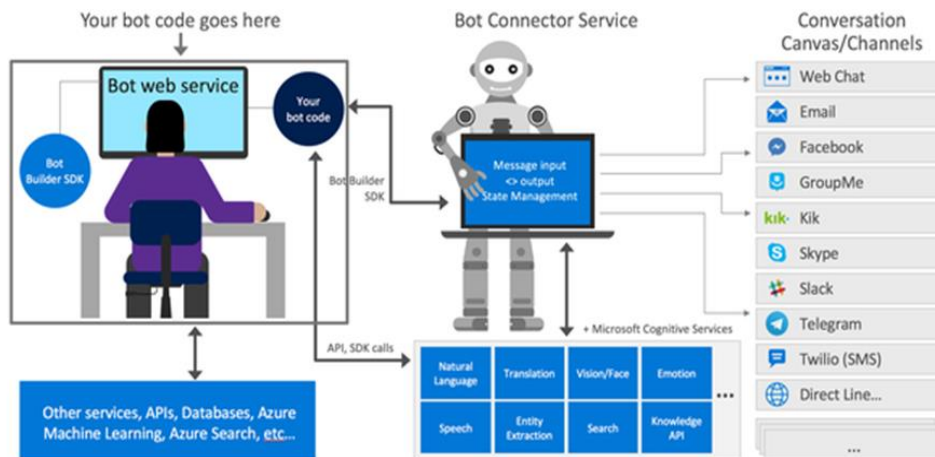 Your bot code goes here
Bot Connector Service
Conversation
Canvas/Channels
Bot web service
Your
bot code
Bot
Builder SDK
Bot Builder
SDK
Message input
<> output
State Management
Web Chat
Email
Facebook
GroupMe
kik.
Kik
Skype
Slack
Telegram
Twilio (SMS)
Direct Line...
...
+ Microsoft Cognitive Services
API, SDK calls
Natural
Language
Translation
Vision/Face
Emotion
Speech
Entity
Extraction
Search
Knowledge
API
...
Other services, APIs, Databases, Azure
Machine Learning, Azure Search, etc...